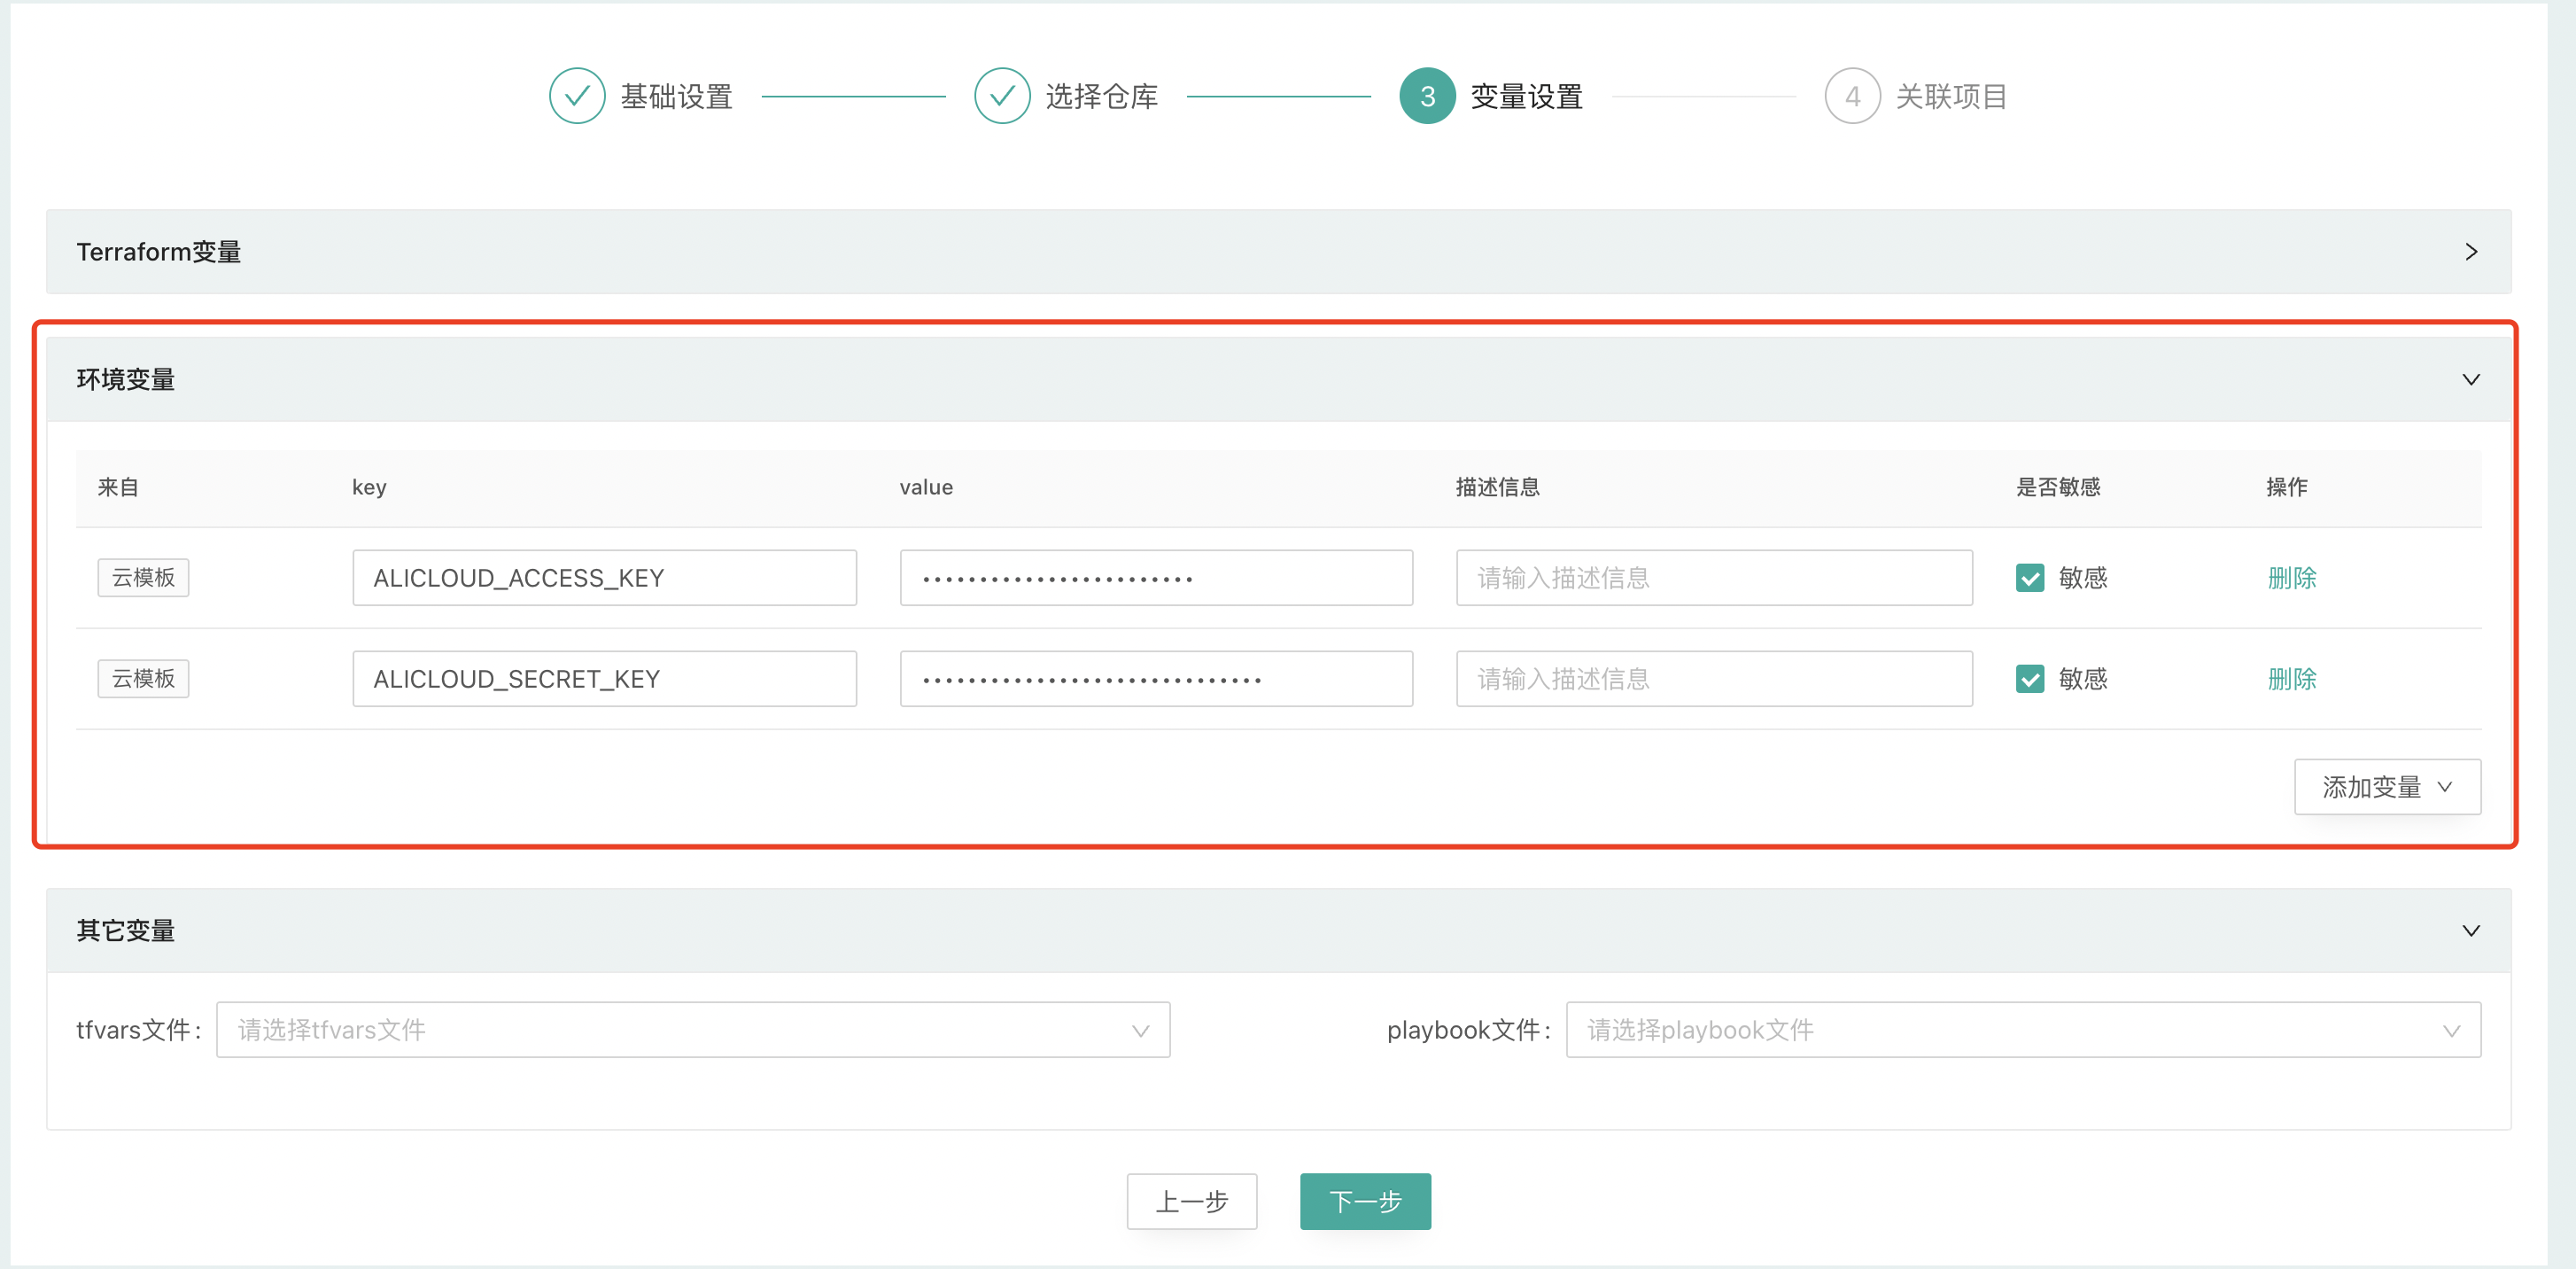 基础设置 选择仓库 3 变量设置 4 关联项目
Terraform变量
环境变量
来自 key value 描述信息 是否敏感 操作
云模板 ALICLOUD_ACCESS_KEY •••••••••••••••••••••••• 请输入描述信息 敏感 删除
云模板 ALICLOUD_SECRET_KEY •••••••••••••••••••••••••••••• 请输入描述信息 敏感 删除
添加变量
其它变量
tfvars文件: 请选择tfvars文件 playbook文件: 请选择playbook文件
上一步 下一步